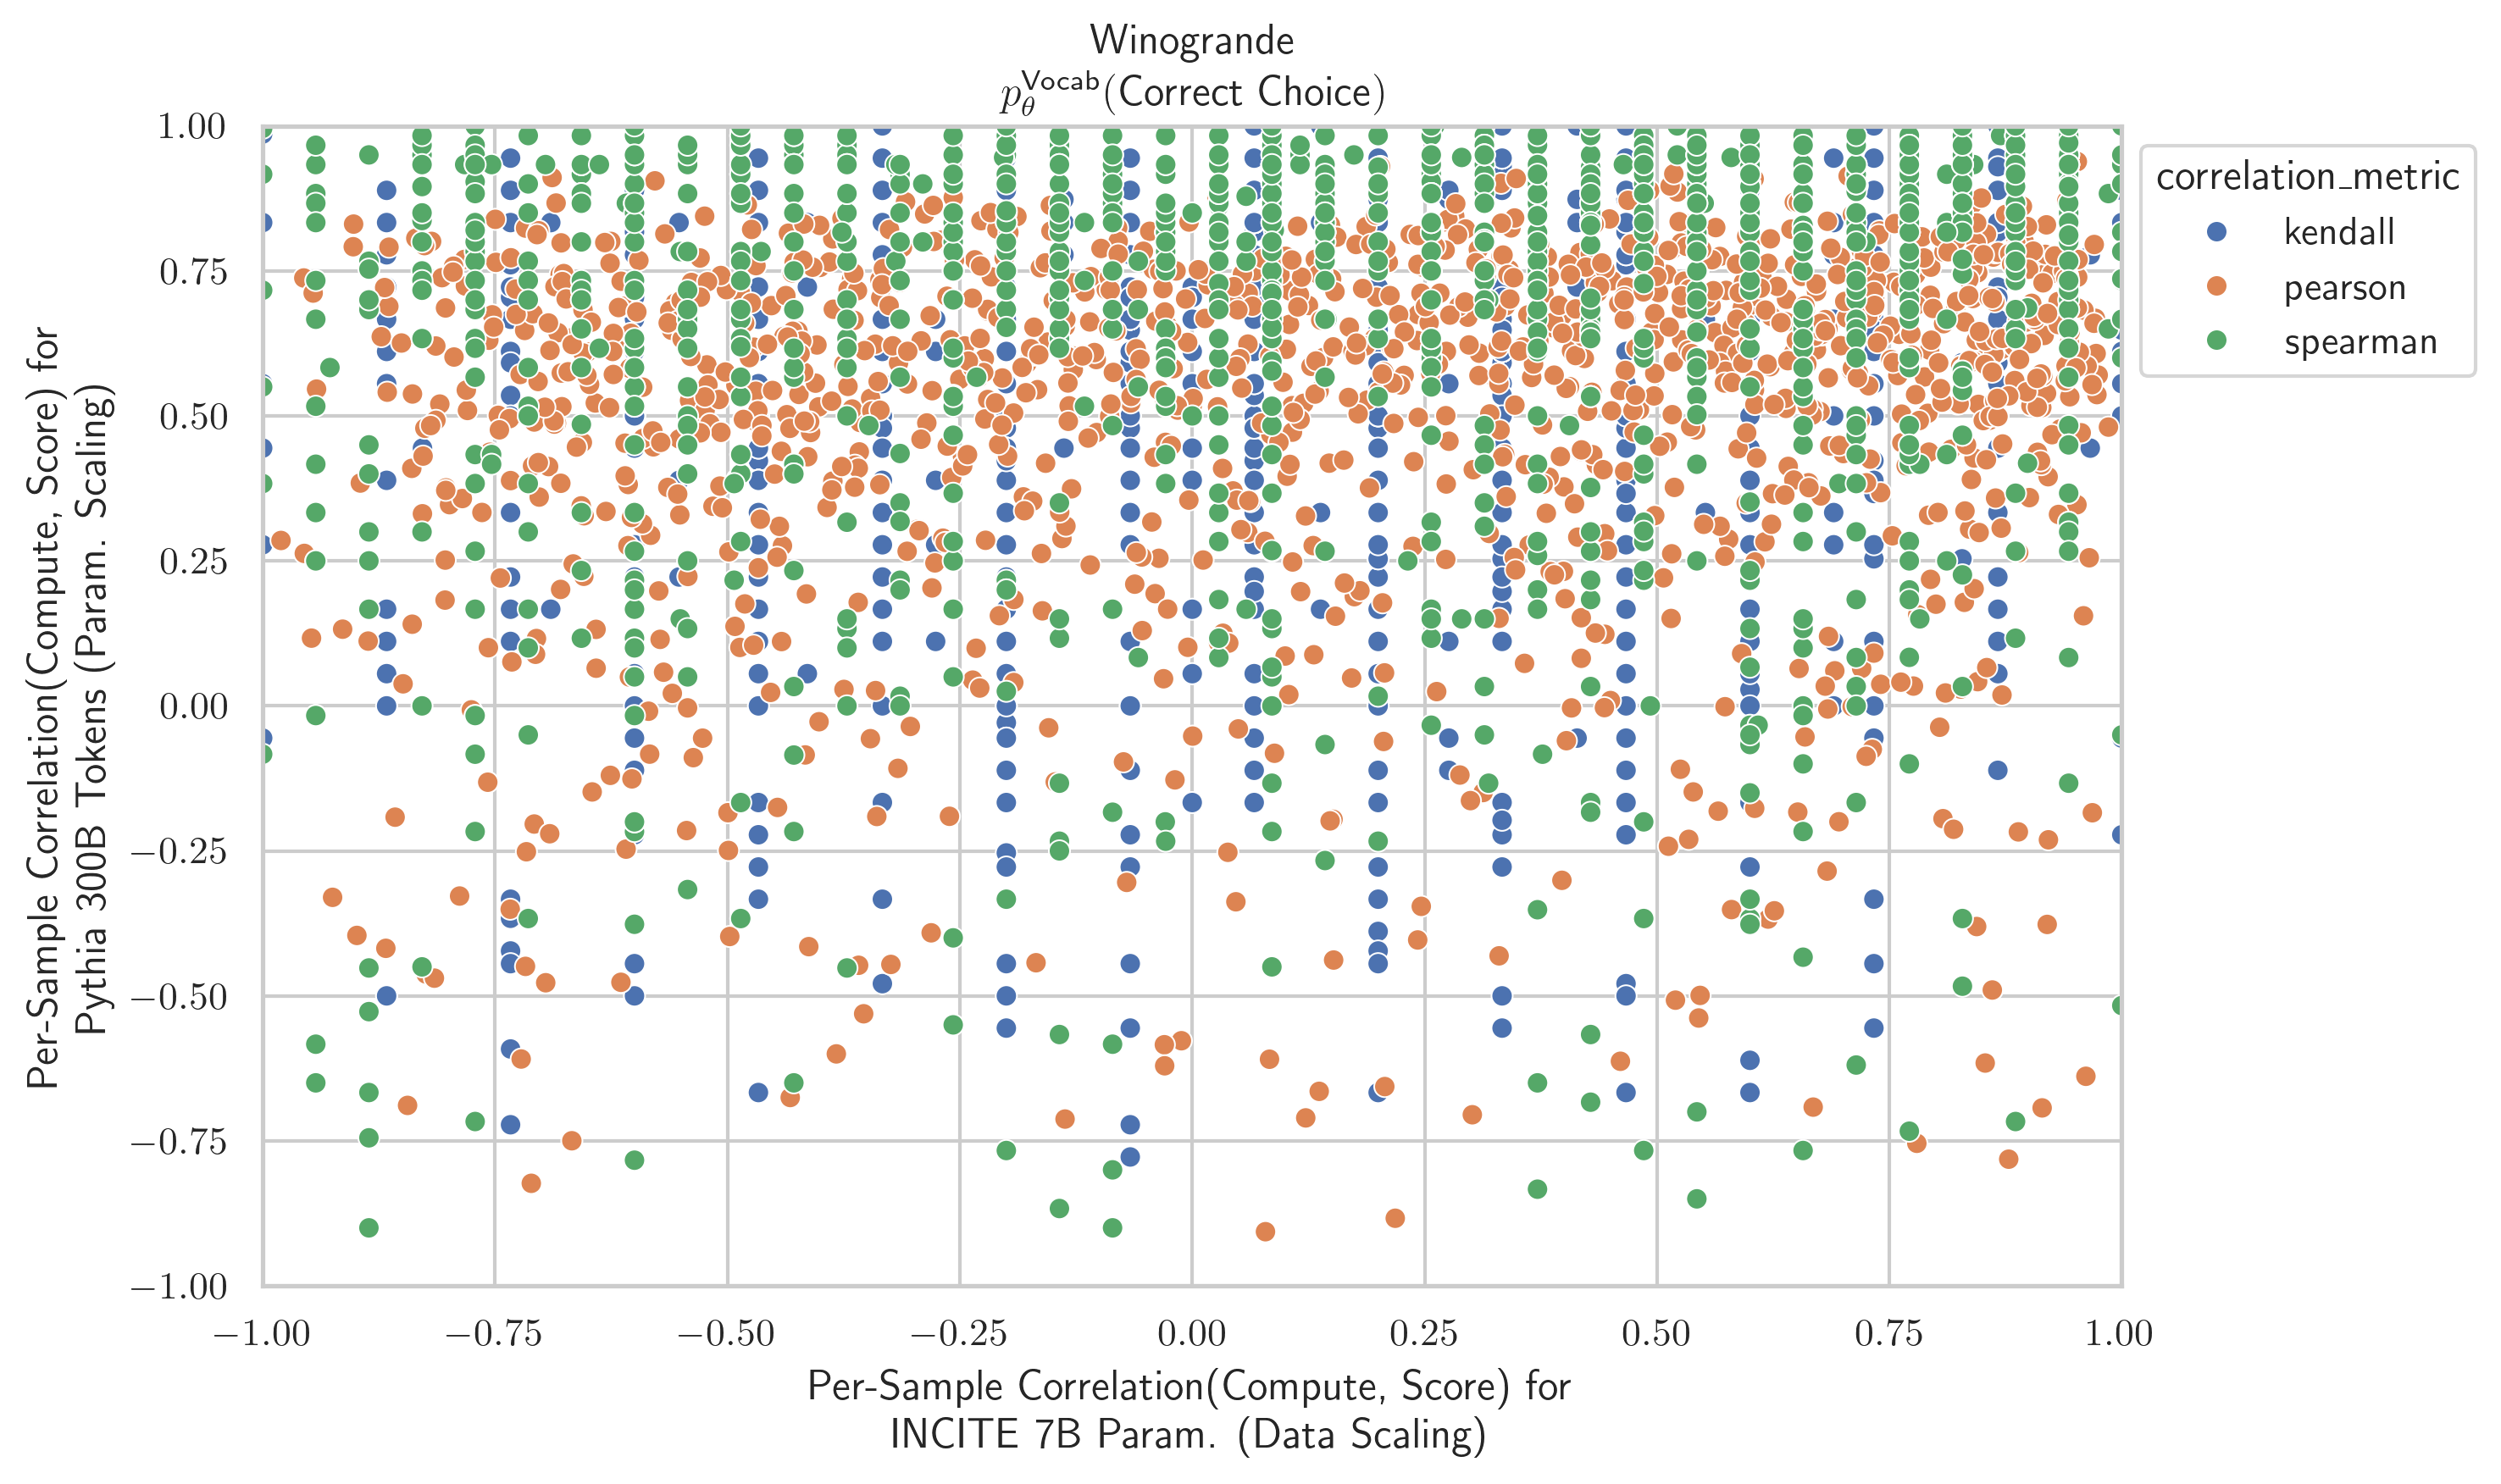 Winogrande
p_θ^Vocab(Correct Choice)
Per-Sample Correlation(Compute, Score) for
Pythia 300B Tokens (Param. Scaling)
1.00
0.75
0.50
0.25
0.00
−0.25
−0.50
−0.75
−1.00
−1.00 −0.75 −0.50 −0.25 0.00 0.25 0.50 0.75 1.00
Per-Sample Correlation(Compute, Score) for
INCITE 7B Param. (Data Scaling)
correlation_metric
kendall
pearson
spearman